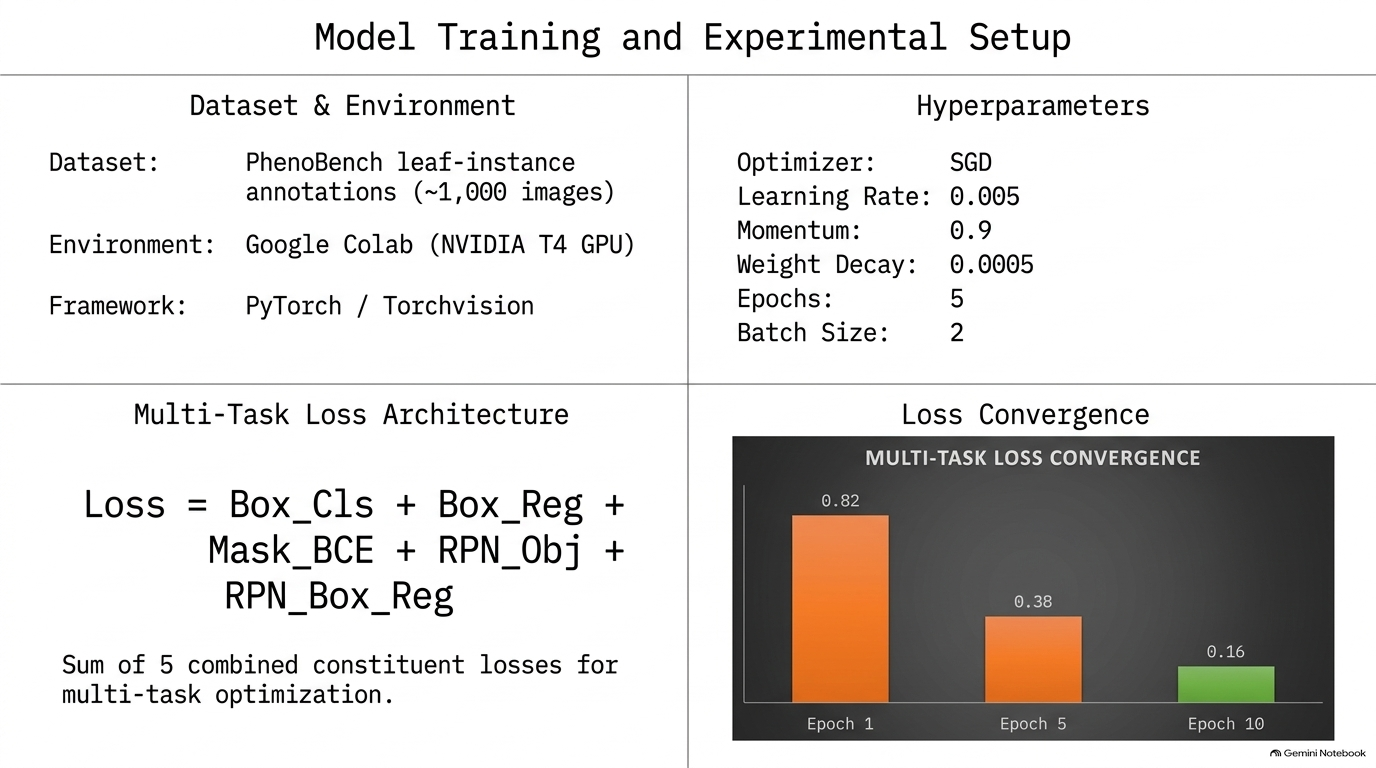 Model Training and Experimental Setup
Dataset & Environment
Dataset: PhenoBench leaf-instance
annotations (~1,000 images)
Environment: Google Colab (NVIDIA T4 GPU)
Framework: PyTorch / Torchvision
Hyperparameters
Optimizer: SGD
Learning Rate: 0.005
Momentum: 0.9
Weight Decay: 0.0005
Epochs: 5
Batch Size: 2
Multi-Task Loss Architecture
Loss = Box_Cls + Box_Reg +
Mask_BCE + RPN_Obj +
RPN_Box_Reg
Sum of 5 combined constituent losses for
multi-task optimization.
Loss Convergence
MULTI-TASK LOSS CONVERGENCE
0.82
0.38
0.16
Epoch 1 Epoch 5 Epoch 10
Gemini Notebook